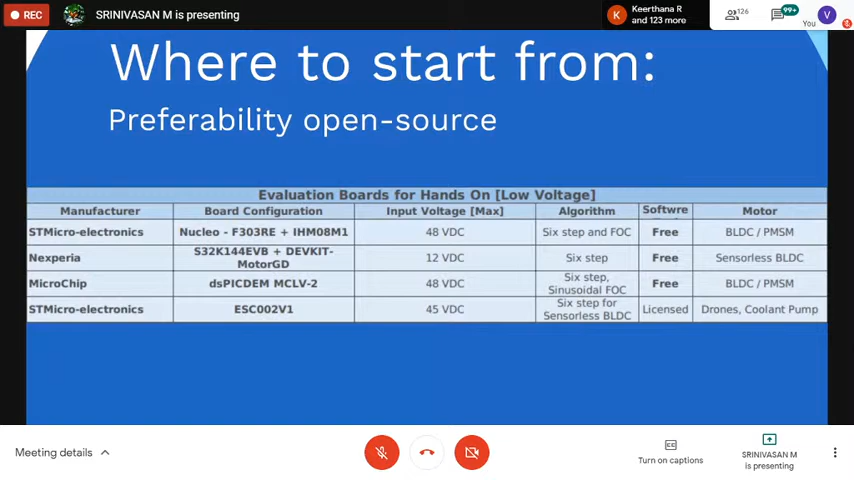 REC
SRINIVASAN M is presenting
K
Keerthana R
and 123 more
126
99+
You
V
Where to start from:
Preferability open-source
Evaluation Boards for Hands On [Low Voltage]
Manufacturer Board Configuration Input Voltage [Max] Algorithm Softwre Motor
STMicro-electronics Nucleo - F303RE + IHM08M1 48 VDC Six step and FOC Free BLDC / PMSM
Nexperia S32K144EVB + DEVKIT-MotorGD 12 VDC Six step Free Sensorless BLDC
MicroChip dsPICDEM MCLV-2 48 VDC Six step, Sinusoidal FOC Free BLDC / PMSM
STMicro-electronics ESC002V1 45 VDC Six step for Sensorless BLDC Licensed Drones, Coolant Pump
Meeting details
CC
Turn on captions
SRINIVASAN M
is presenting